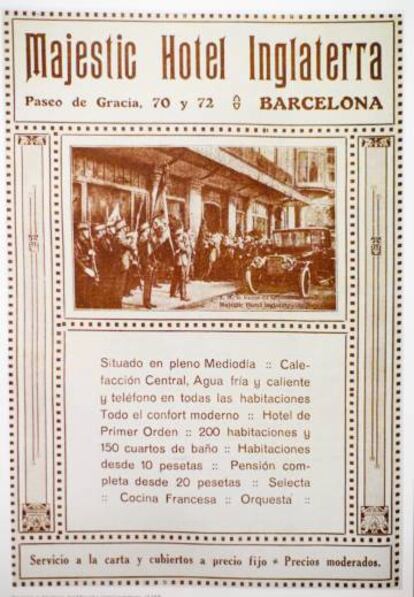 Majestic Hotel Inglaterra
Paseo de Gracia, 70 y 72 BARCELONA
Majestic Hotel Inglaterra
Situado en pleno Mediodía :: Cale-
facción Central, Agua fría y caliente
y teléfono en todas las habitaciones
Todo el confort moderno :: Hotel de
Primer Orden :: 200 habitaciones y
150 cuartos de baño :: Habitaciones
desde 10 pesetas :: Pensión com-
pleta desde 20 pesetas :: Selecta
:: Cocina Francesa :: Orquesta ::
Servicio a la carta y cubiertos a precio fijo * Precios moderados.